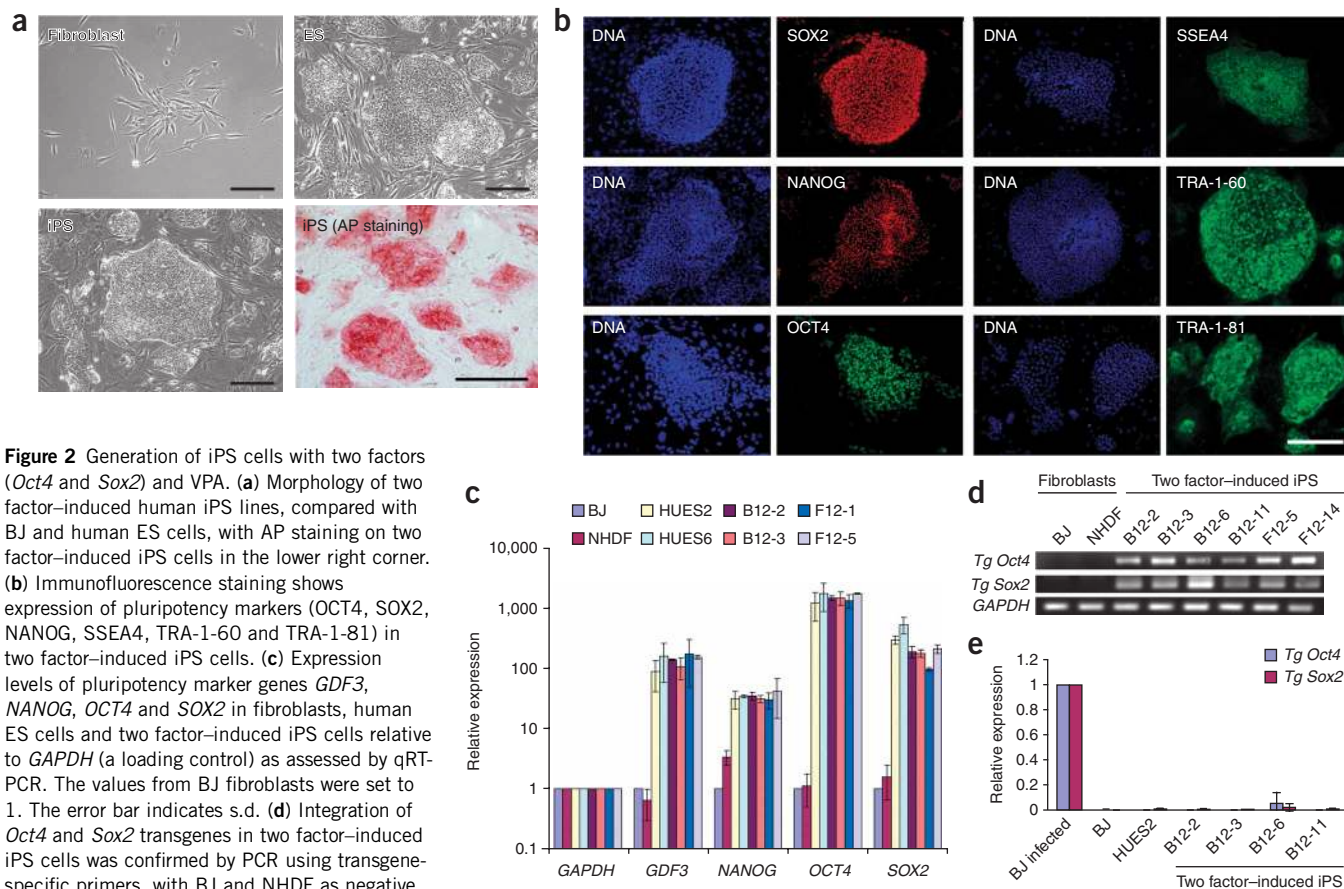 a
Fibroblast
ES
iPS
iPS (AP staining)
b
DNA
SOX2
DNA
SSEA4
DNA
NANOG
DNA
TRA-1-60
DNA
OCT4
DNA
TRA-1-81
Figure 2 Generation of iPS cells with two factors
(Oct4 and Sox2) and VPA. (a) Morphology of two
factor–induced human iPS lines, compared with
BJ and human ES cells, with AP staining on two
factor–induced iPS cells in the lower right corner.
(b) Immunofluorescence staining shows
expression of pluripotency markers (OCT4, SOX2,
NANOG, SSEA4, TRA-1-60 and TRA-1-81) in
two factor–induced iPS cells. (c) Expression
levels of pluripotency marker genes GDF3,
NANOG, OCT4 and SOX2 in fibroblasts, human
ES cells and two factor–induced iPS cells relative
to GAPDH (a loading control) as assessed by qRT-
PCR. The values from BJ fibroblasts were set to
1. The error bar indicates s.d. (d) Integration of
Oct4 and Sox2 transgenes in two factor–induced
iPS cells was confirmed by PCR using transgene-
specific primers, with BJ and NHDF as negative
c
BJ HUES2 B12-2 F12-1
NHDF HUES6 B12-3 F12-5
Relative expression
10,000
1,000
100
10
1
0.1
GAPDH GDF3 NANOG OCT4 SOX2
d
Fibroblasts Two factor–induced iPS
BJ NHDF B12-2 B12-3 B12-6 B12-11 F12-5 F12-14
Tg Oct4
Tg Sox2
GAPDH
e
Tg Oct4
Tg Sox2
Relative expression
1.2
1
0.8
0.6
0.4
0.2
0
BJ infected BJ HUES2 B12-2 B12-3 B12-6 B12-11
Two factor–induced iPS